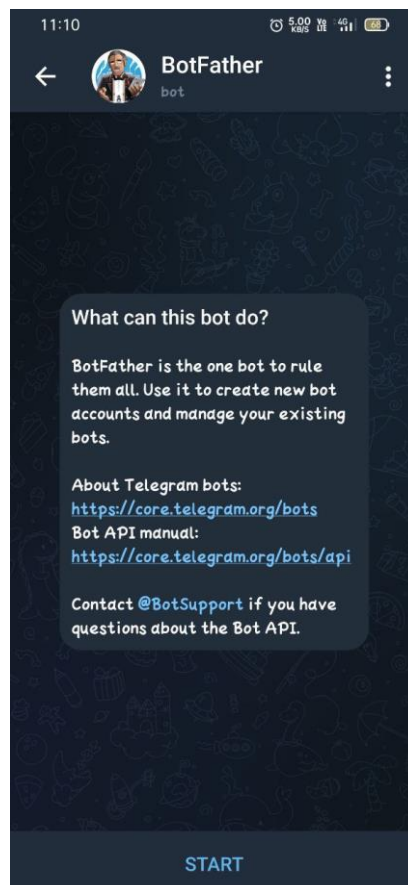 11:10
5.00 KB/S Vo LTE 4G 68
BotFather
bot
What can this bot do?
BotFather is the one bot to rule
them all. Use it to create new bot
accounts and manage your existing
bots.
About Telegram bots:
https://core.telegram.org/bots
Bot API manual:
https://core.telegram.org/bots/api
Contact @BotSupport if you have
questions about the Bot API.
START